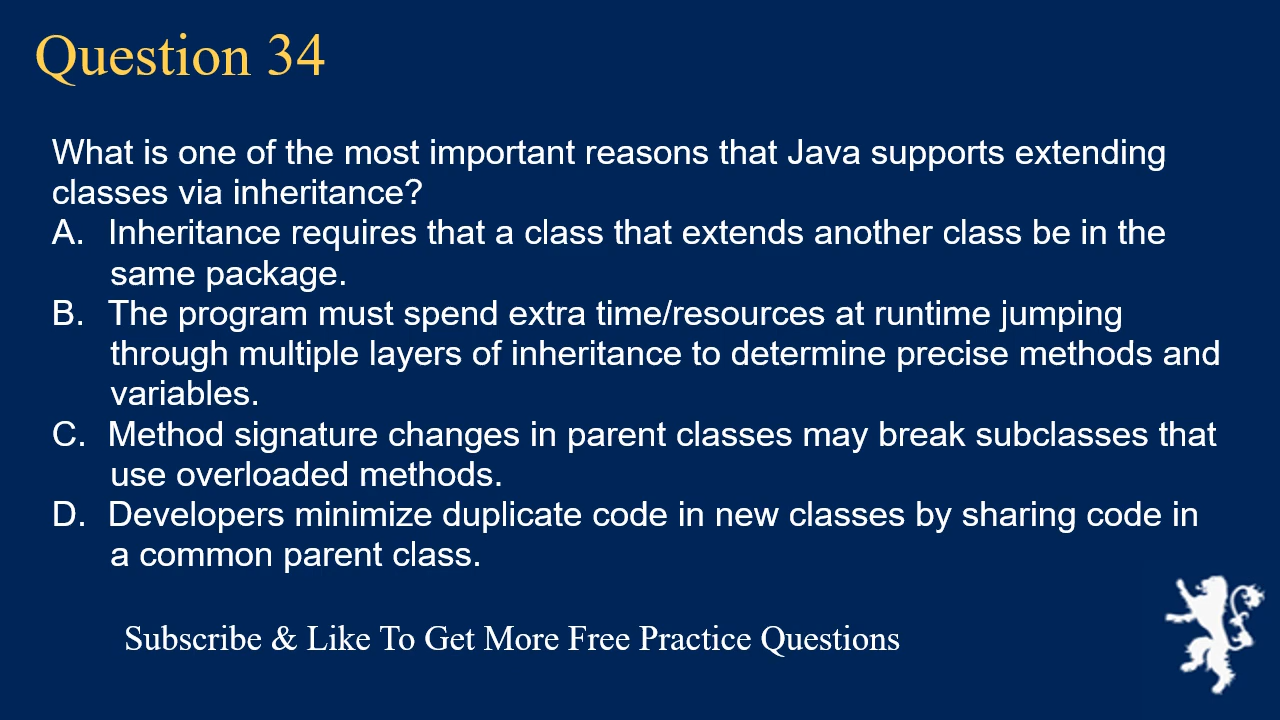 Question 34
What is one of the most important reasons that Java supports extending
classes via inheritance?
A. Inheritance requires that a class that extends another class be in the
same package.
B. The program must spend extra time/resources at runtime jumping
through multiple layers of inheritance to determine precise methods and
variables.
C. Method signature changes in parent classes may break subclasses that
use overloaded methods.
D. Developers minimize duplicate code in new classes by sharing code in
a common parent class.
Subscribe & Like To Get More Free Practice Questions